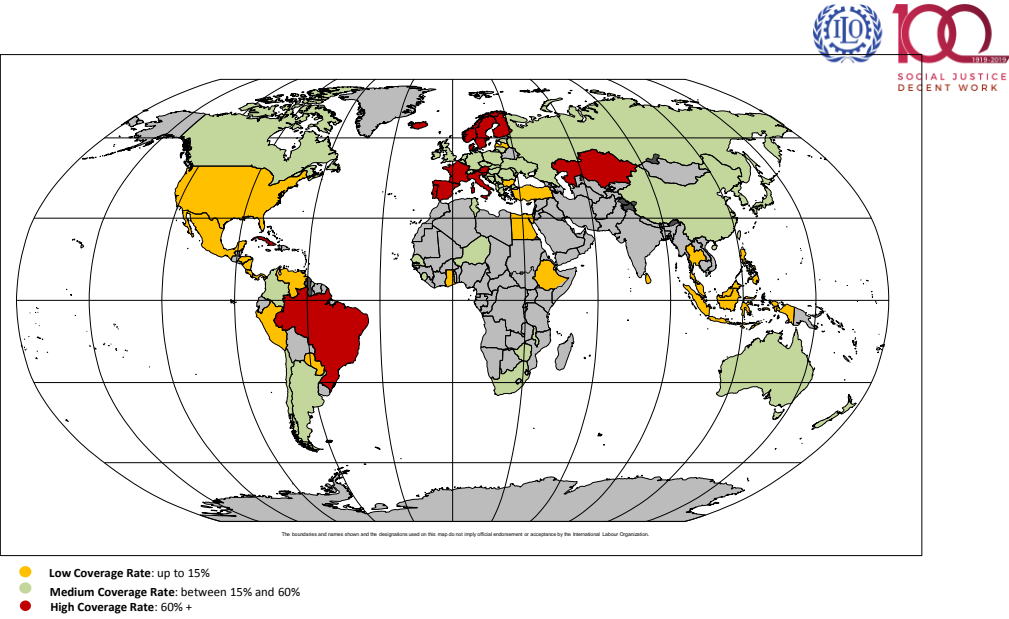 ILO
100
1919-2019
SOCIAL JUSTICE
DECENT WORK
The boundaries and names shown and the designations used on this map do not imply official endorsement or acceptance by the International Labour Organization.
Low Coverage Rate: up to 15%
Medium Coverage Rate: between 15% and 60%
High Coverage Rate: 60% +